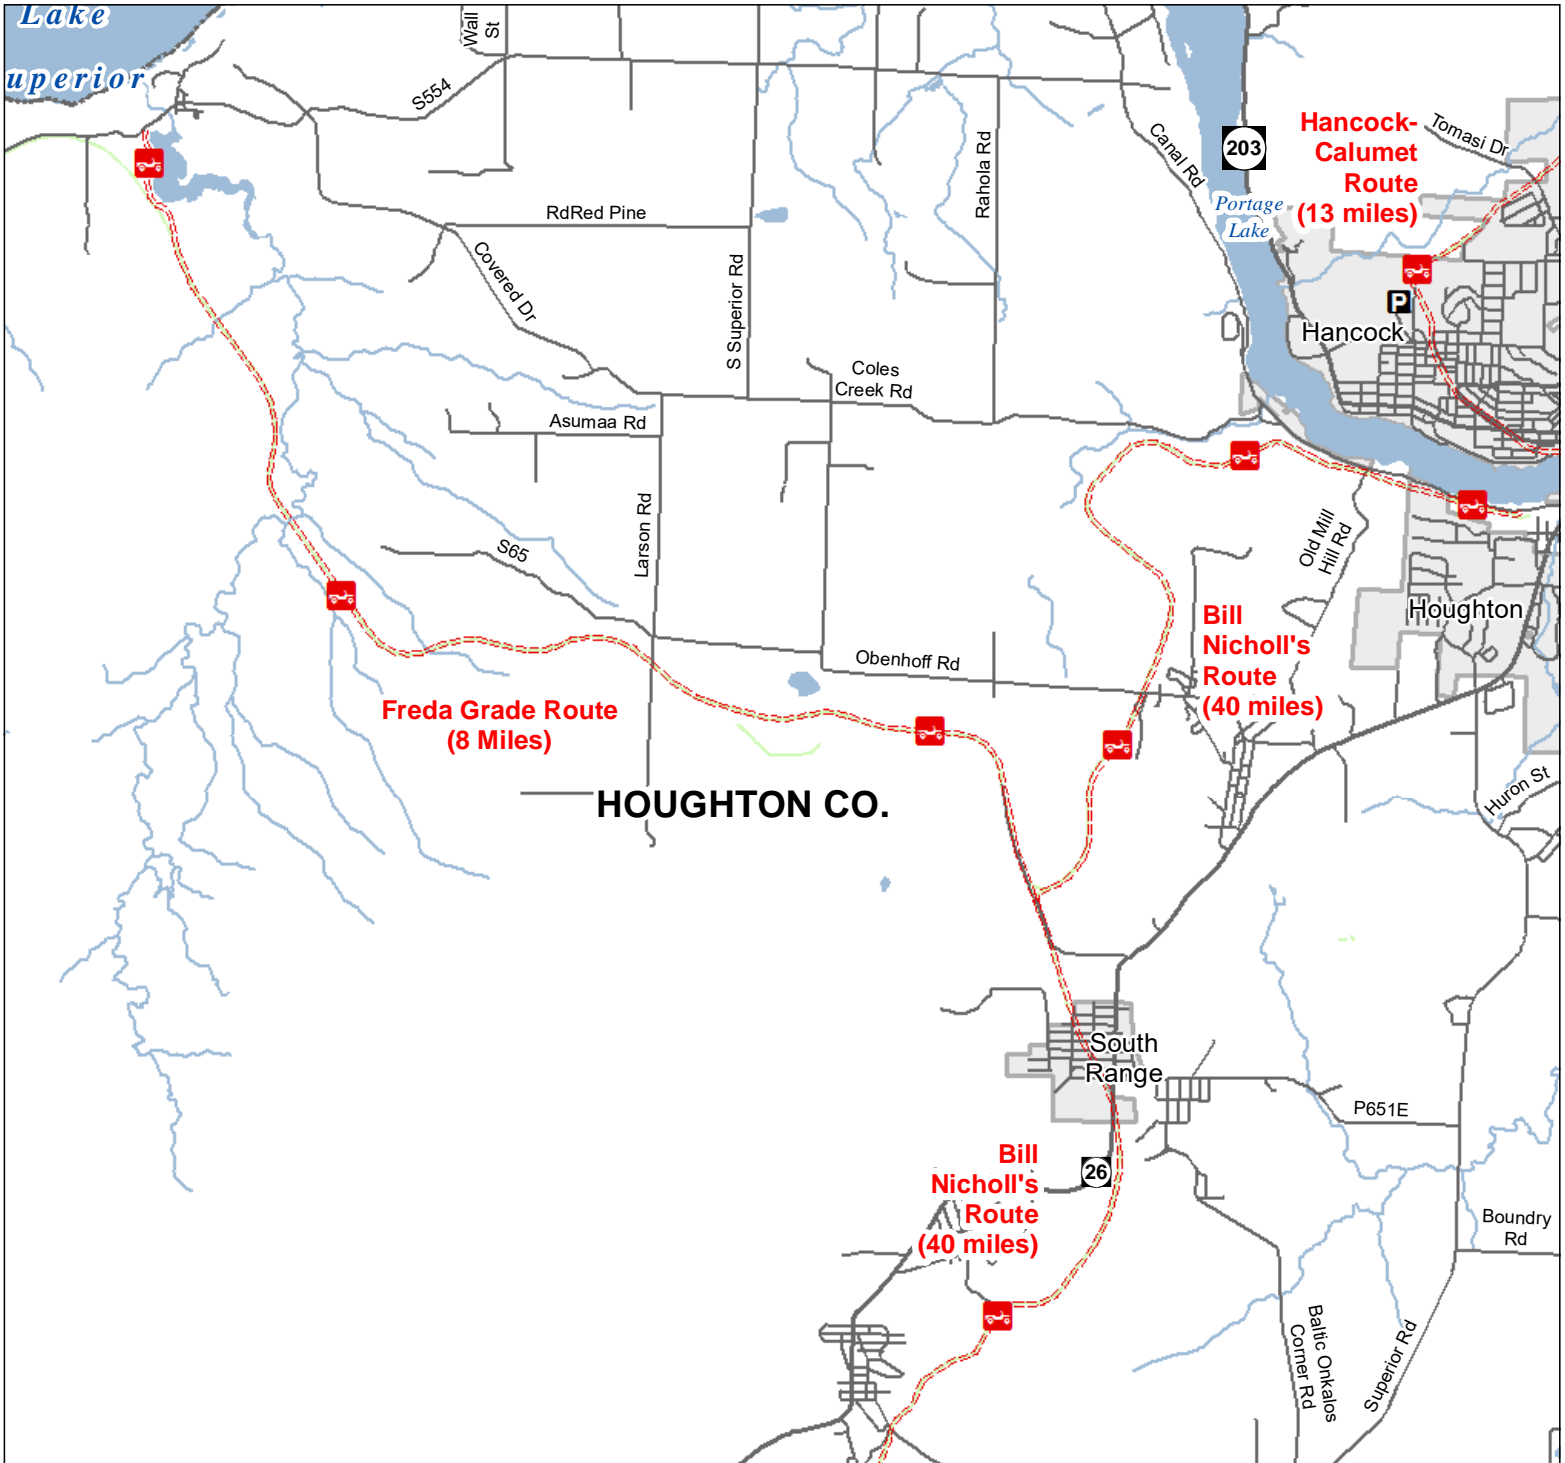 Lake
uperior
Wall
St
S554
203
Canal Rd
Hancock-
Calumet
Route
(13 miles)
Tomasi Dr
Rahola Rd
Portage
Lake
RdRed Pine
Covered Dr
S Superior Rd
P
Hancock
Coles
Creek Rd
Asumaa Rd
Larson Rd
S65
Old Mill
Hill Rd
Houghton
Bill
Nicholl's
Route
(40 miles)
Obenhoff Rd
Freda Grade Route
(8 Miles)
HOUGHTON CO.
Huron St
South
Range
P651E
26
Bill
Nicholl's
Route
(40 miles)
Boundry
Rd
Baltic Onkalos
Corner Rd
Superior Rd